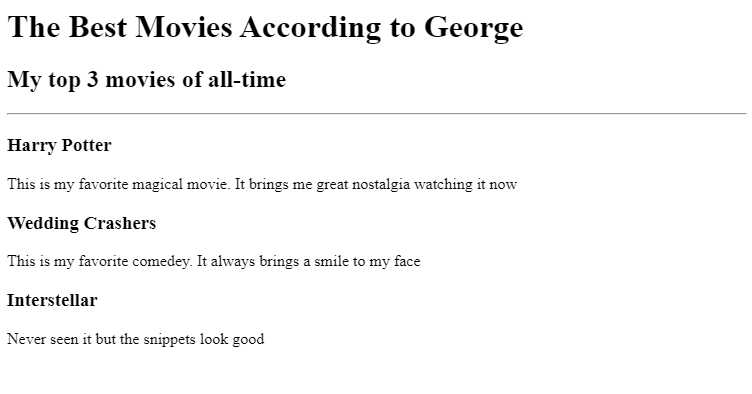 The Best Movies According to George
My top 3 movies of all-time
Harry Potter
This is my favorite magical movie. It brings me great nostalgia watching it now
Wedding Crashers
This is my favorite comedey. It always brings a smile to my face
Interstellar
Never seen it but the snippets look good